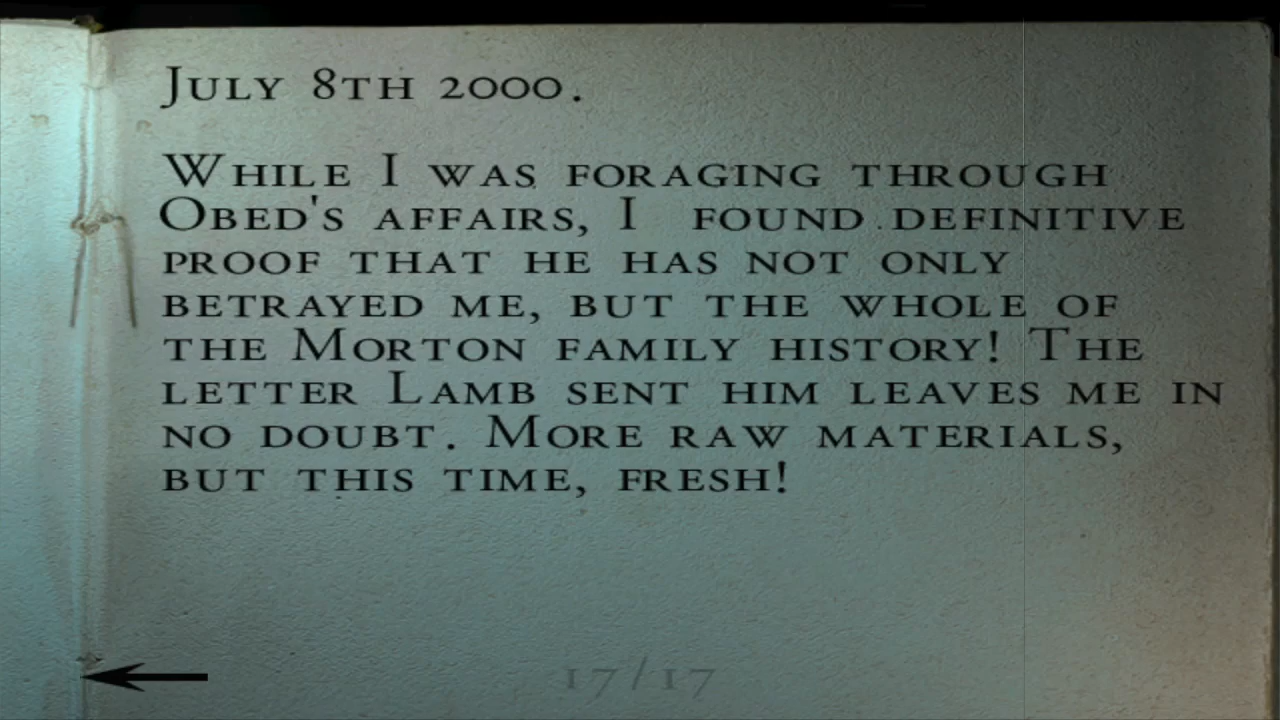 July 8th 2000.
While I was foraging through
Obed's affairs, I found definitive
proof that he has not only
betrayed me, but the whole of
the Morton family history! The
letter Lamb sent him leaves me in
no doubt. More raw materials,
but this time, fresh!
17/17